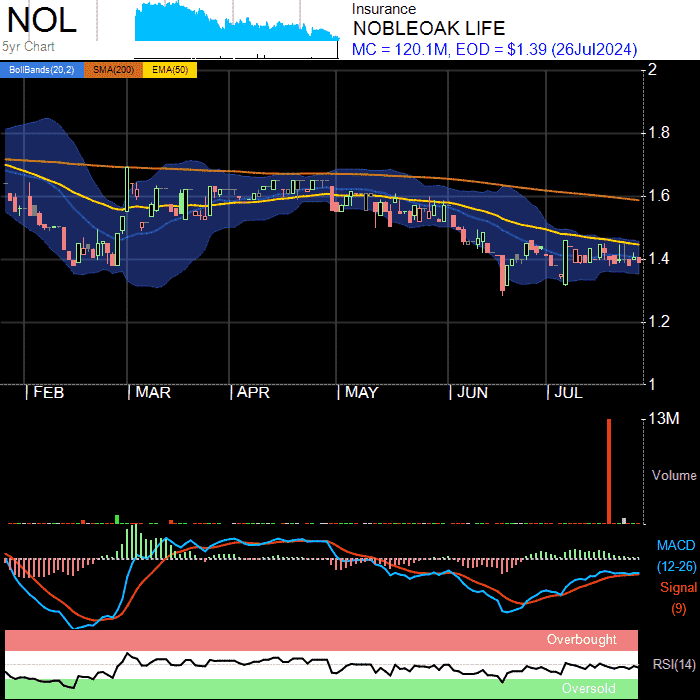 NOL
5yr Chart
Insurance
NOBLEOAK LIFE
MC = 120.1M, EOD = $1.39 (26Jul2024)
BollBands(20,2) SMA(200) EMA(50)
2
1.8
1.6
1.4
1.2
1
FEB MAR APR MAY JUN JUL
13M
Volume
MACD
(12-26)
Signal
(9)
Overbought
RSI(14)
Oversold